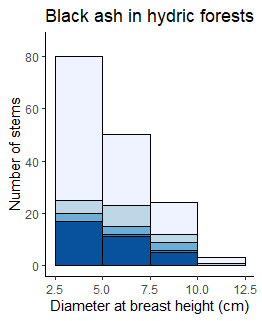 Black ash in hydric forests
Number of stems
80
60
40
20
0
2.5 5.0 7.5 10.0 12.5
Diameter at breast height (cm)